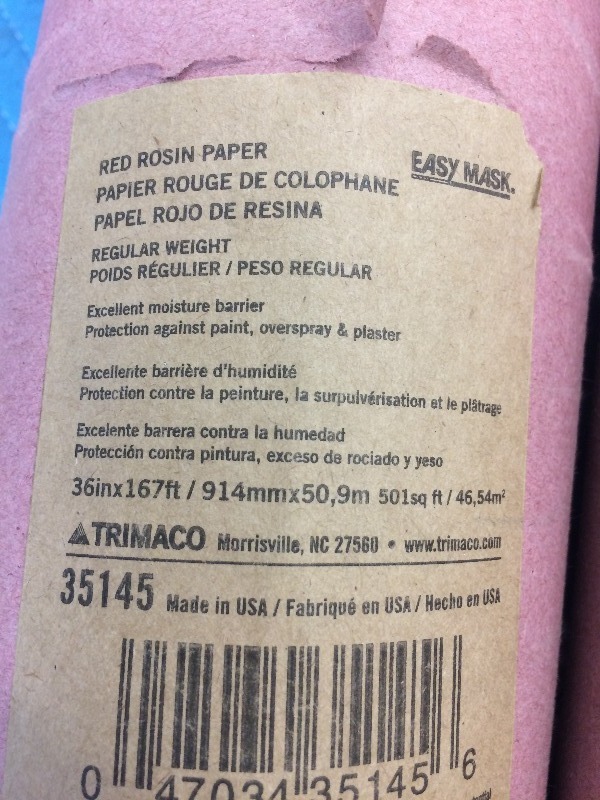 RED ROSIN PAPER
PAPIER ROUGE DE COLOPHANE
PAPEL ROJO DE RESINA
EASY MASK.
REGULAR WEIGHT
POIDS RÉGULIER / PESO REGULAR
Excellent moisture barrier
Protection against paint, overspray & plaster
Excellente barrière d'humidité
Protection contre la peinture, la surpulvérisation et le plâtrage
Excelente barrera contra la humedad
Protección contra pintura, exceso de rociado y yeso
36inx167ft / 914mmx50,9m 501sq ft / 46,54m²
TRIMACO Morrisville, NC 27560 • www.trimaco.com
35145 Made in USA / Fabriqué en USA / Hecho en USA
0 47034 35145 6